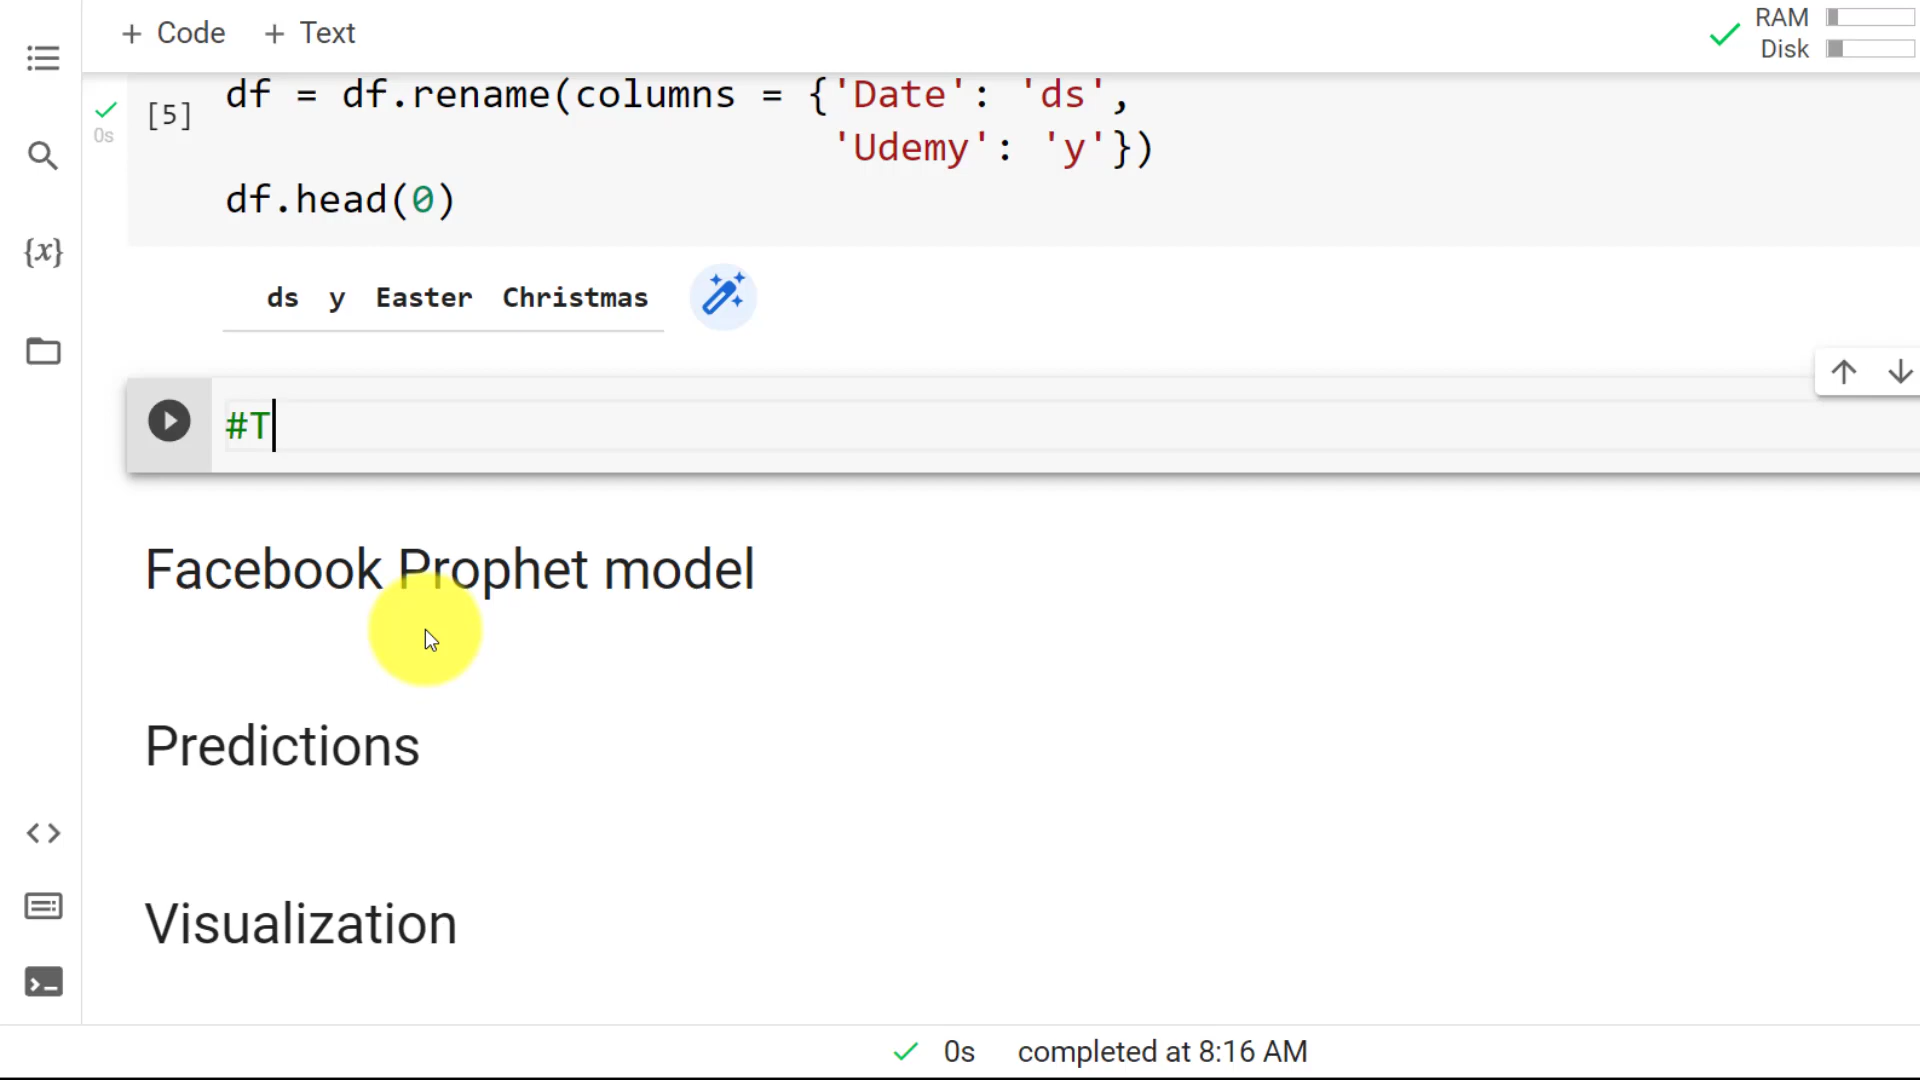 + Code + Text
RAM
Disk
0s
[5]
df = df.rename(columns = {'Date': 'ds',
'Udemy': 'y'})
df.head(0)
ds y Easter Christmas
{x}
#T
Facebook Prophet model
Predictions
Visualization
0s completed at 8:16 AM